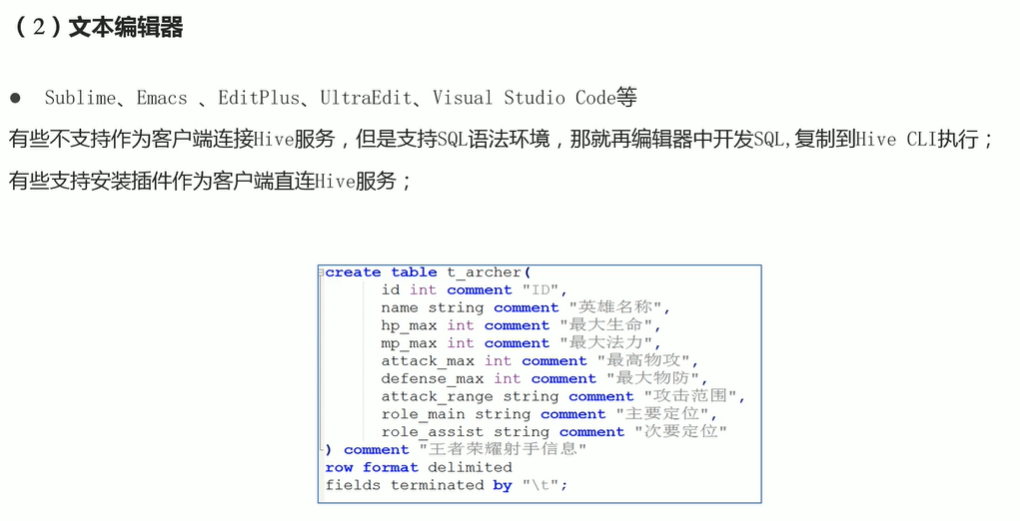 （2）文本编辑器
● Sublime、Emacs 、EditPlus、UltraEdit、Visual Studio Code等
有些不支持作为客户端连接Hive服务，但是支持SQL语法环境，那就再编辑器中开发SQL,复制到Hive CLI执行；
有些支持安装插件作为客户端直连Hive服务；
create table t_archer(
id int comment "ID",
name string comment "英雄名称",
hp_max int comment "最大生命",
mp_max int comment "最大法力",
attack_max int comment "最高物攻",
defense_max int comment "最大物防",
attack_range string comment "攻击范围",
role_main string comment "主要定位",
role_assist string comment "次要定位"
) comment "王者荣耀射手信息"
row format delimited
fields terminated by "\t";